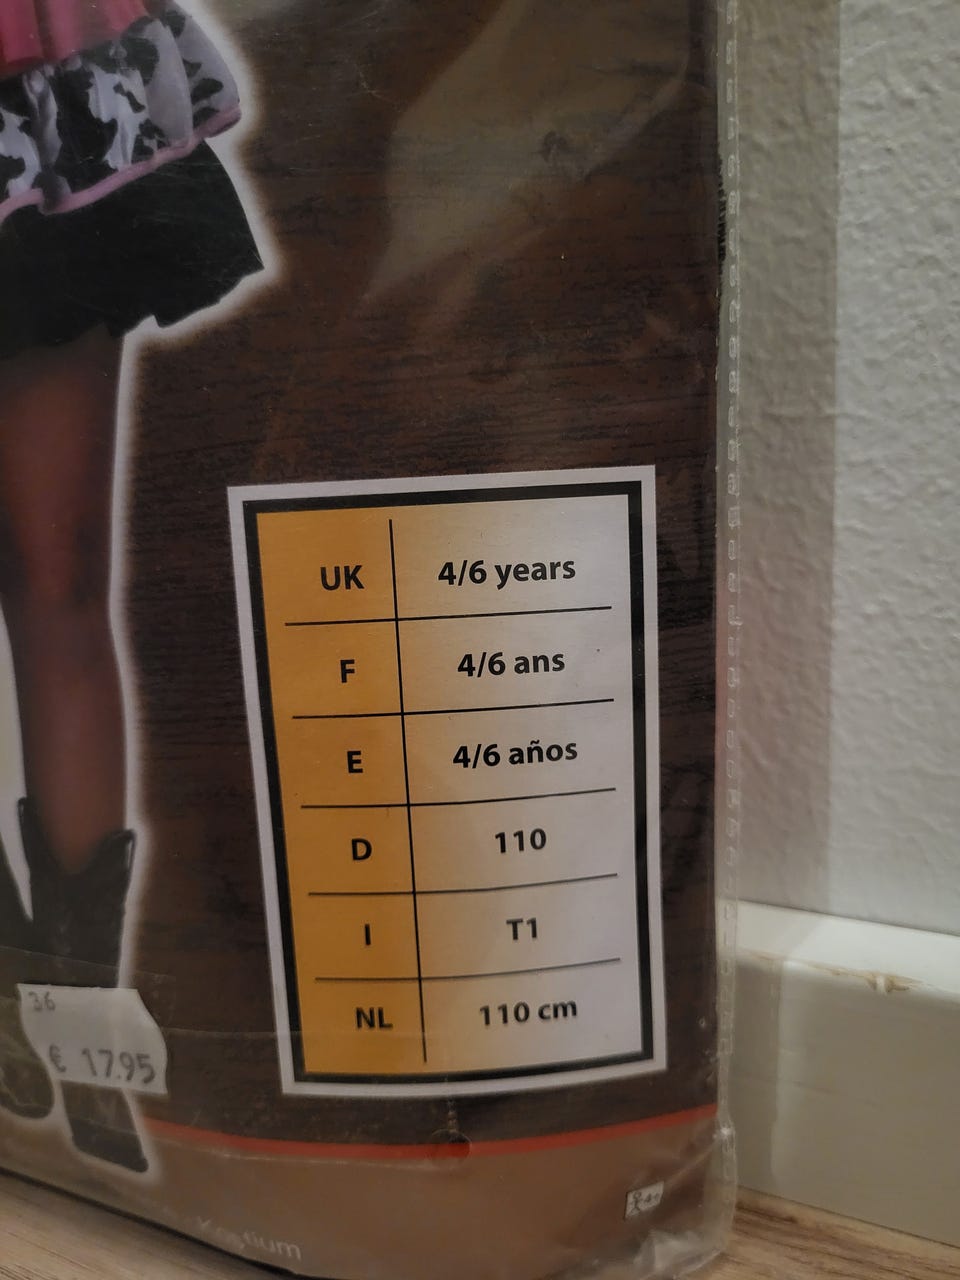 UK 4/6 years
F 4/6 ans
E 4/6 años
D 110
I T1
NL 110 cm
36
€ 17.95